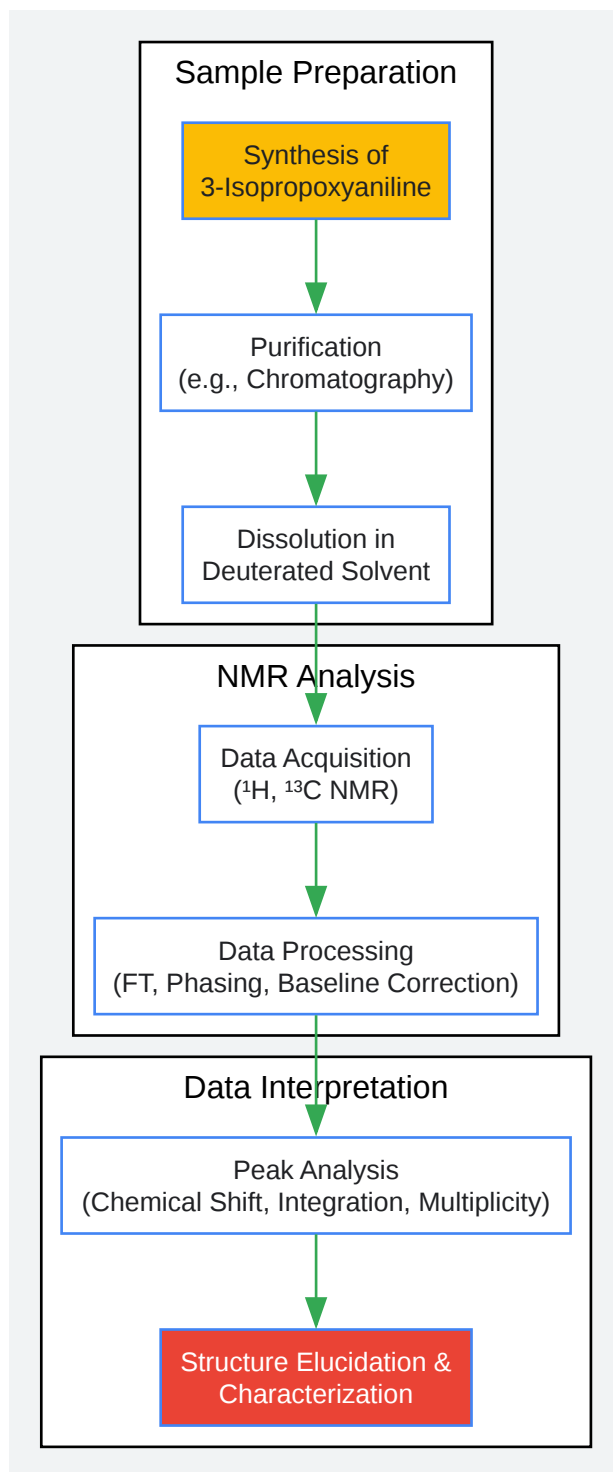 Sample Preparation
Synthesis of
3-Isopropoxyaniline
Purification
(e.g., Chromatography)
Dissolution in
Deuterated Solvent
NMR Analysis
Data Acquisition
(¹H, ¹³C NMR)
Data Processing
(FT, Phasing, Baseline Correction)
Data Interpretation
Peak Analysis
(Chemical Shift, Integration, Multiplicity)
Structure Elucidation &
Characterization